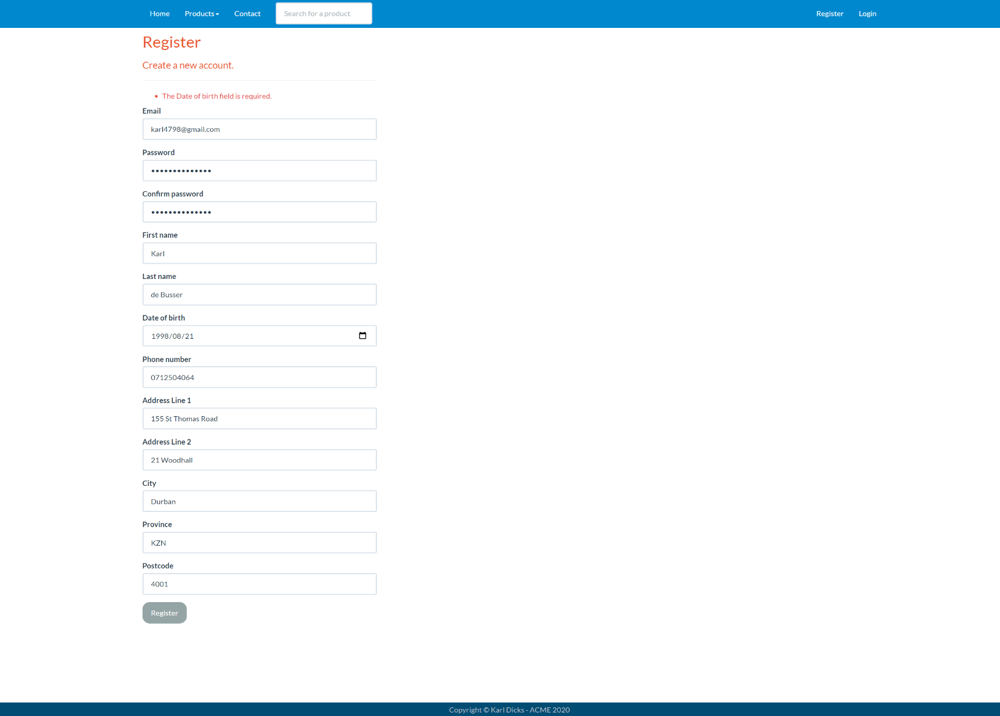 Home Products Contact Search for a product Register Login
Register
Create a new account.
• The Date of birth field is required.
Email
karl4798@gmail.com
Password
••••••••••••••
Confirm password
••••••••••••••
First name
Karl
Last name
de Busser
Date of birth
1998/08/21
Phone number
0712504064
Address Line 1
155 St Thomas Road
Address Line 2
21 Woodhall
City
Durban
Province
KZN
Postcode
4001
Register
Copyright © Karl Dicks - ACME 2020